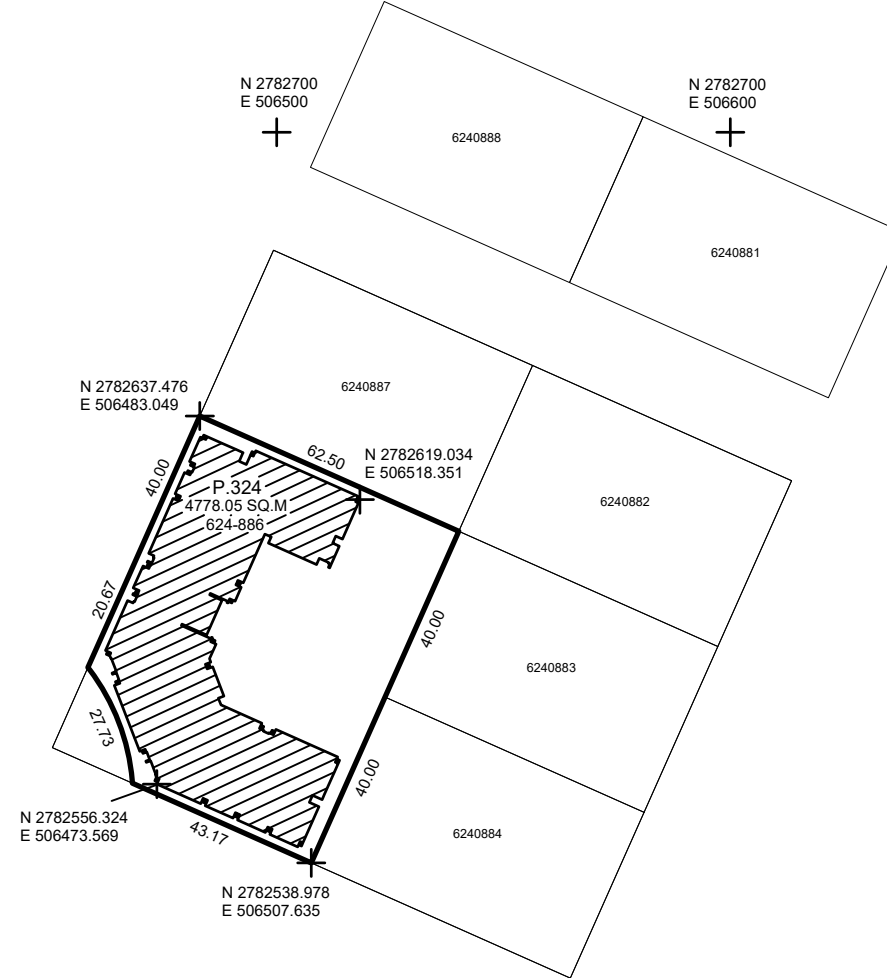 N 2782700
E 506500
N 2782700
E 506600
6240888
6240881
N 2782637.476
E 506483.049
6240887
62.50
N 2782619.034
E 506518.351
40.00
P.324
4778.05 SQ.M
624-886
6240882
20.67
40.00
6240883
27.73
40.00
N 2782556.324
E 506473.569
43.17
6240884
N 2782538.978
E 506507.635